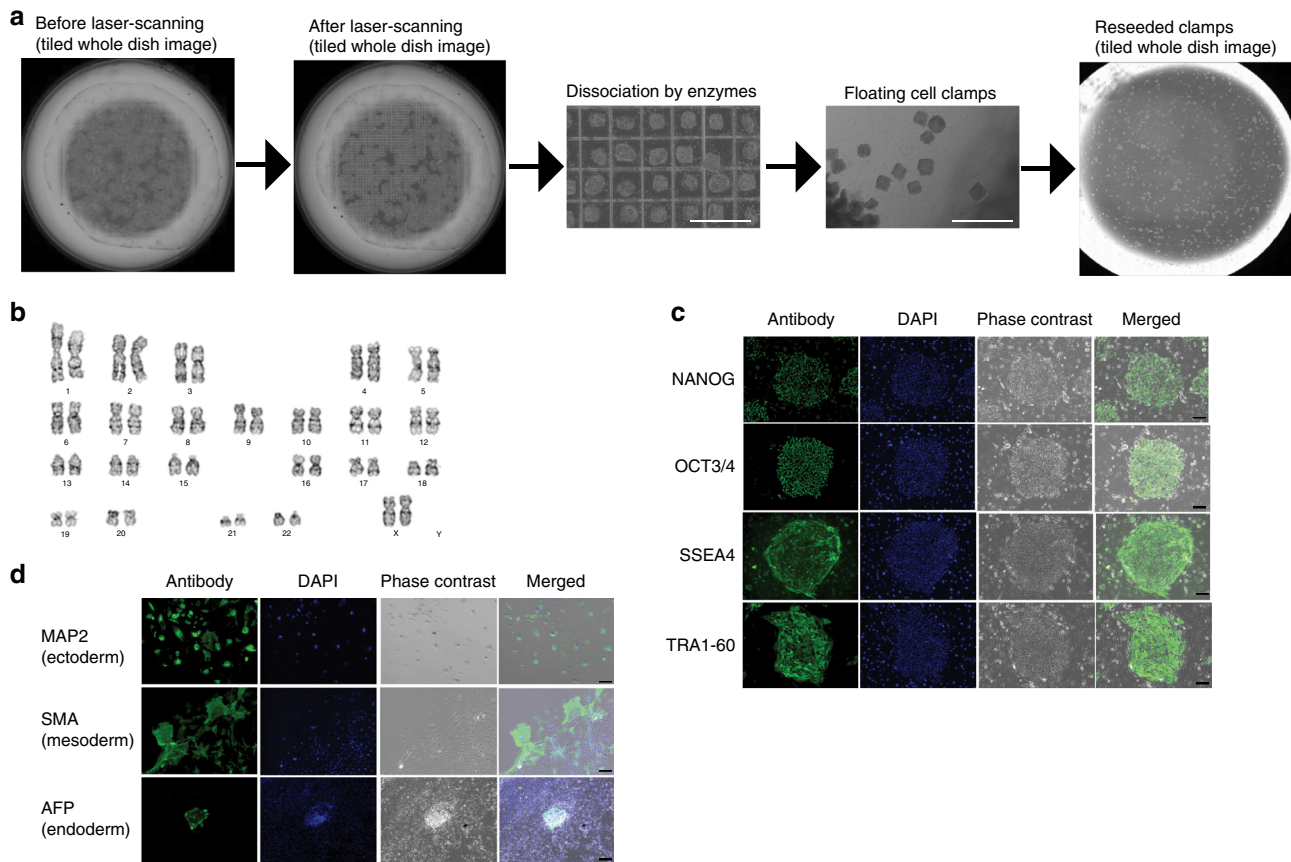 a
Before laser-scanning
(tiled whole dish image)
After laser-scanning
(tiled whole dish image)
Dissociation by enzymes
Floating cell clamps
Reseeded clamps
(tiled whole dish image)
b
1 2 3 4 5
6 7 8 9 10 11 12
13 14 15 16 17 18
19 20 21 22 X Y
c
Antibody DAPI Phase contrast Merged
NANOG
OCT3/4
SSEA4
TRA1-60
d
Antibody DAPI Phase contrast Merged
MAP2
(ectoderm)
SMA
(mesoderm)
AFP
(endoderm)